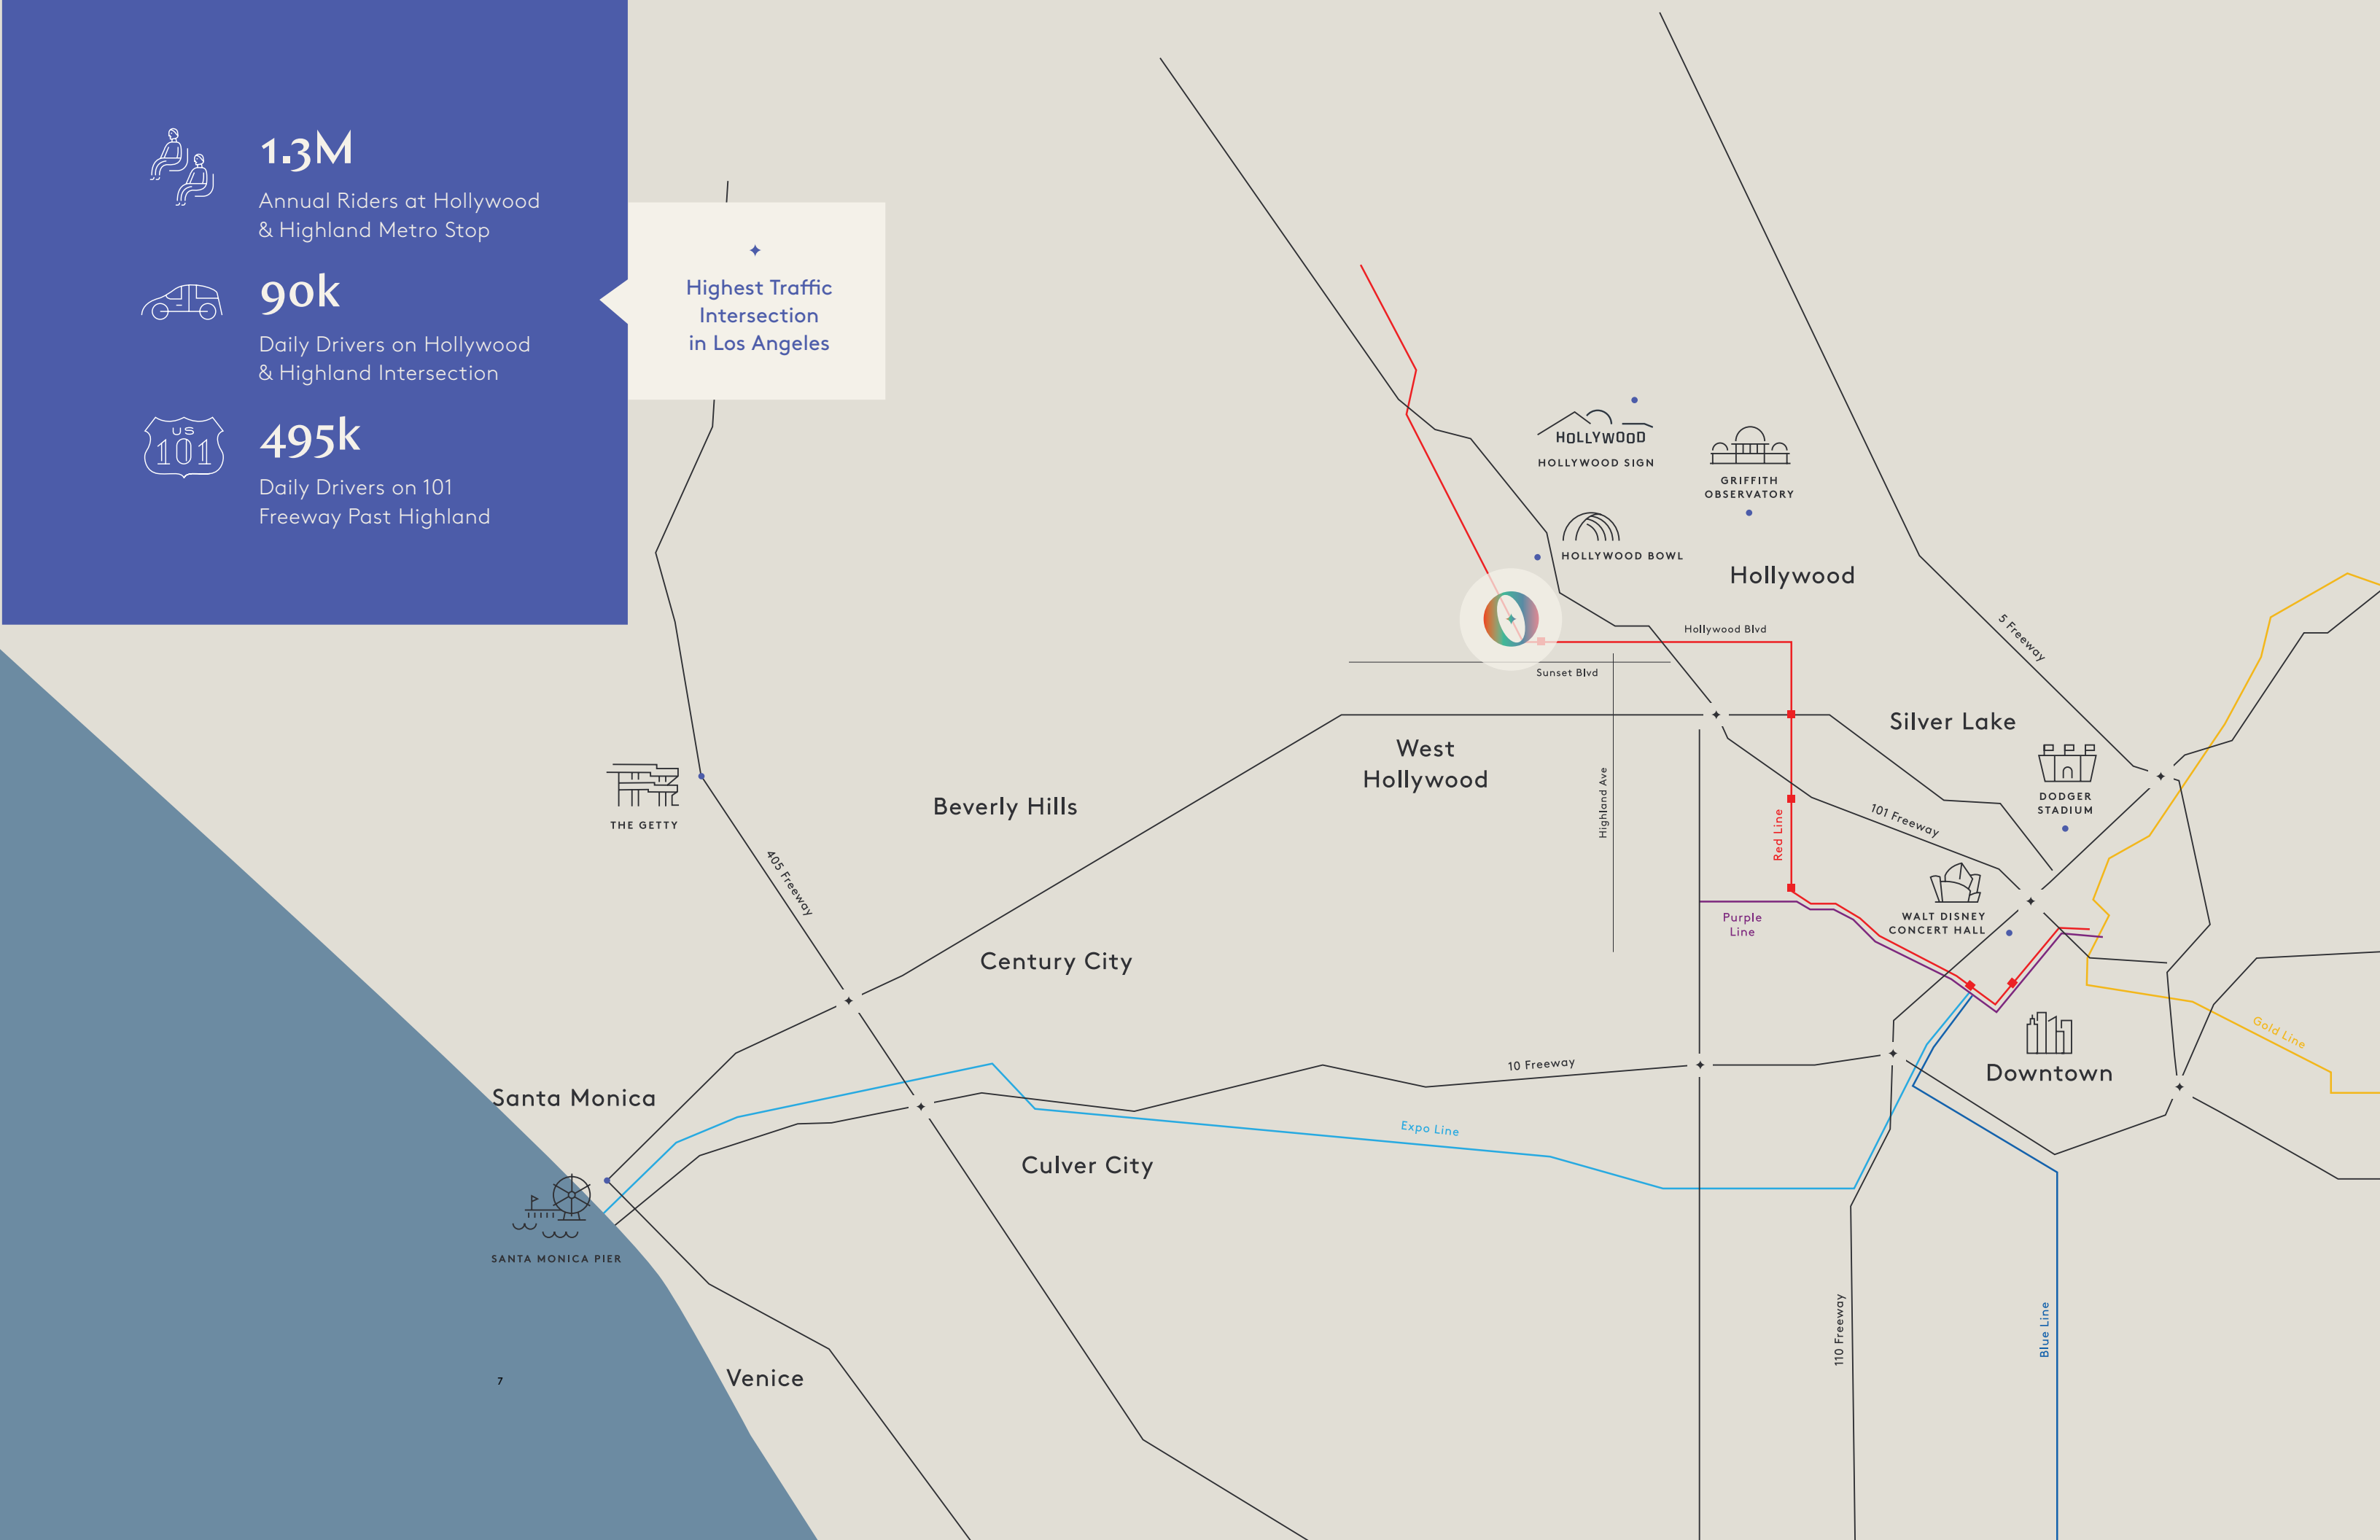 1.3M
Annual Riders at Hollywood
& Highland Metro Stop
90k
Daily Drivers on Hollywood
& Highland Intersection
US
101
495k
Daily Drivers on 101
Freeway Past Highland
Highest Traffic
Intersection
in Los Angeles
HOLLYWOOD
HOLLYWOOD SIGN
GRIFFITH
OBSERVATORY
HOLLYWOOD BOWL
Hollywood
Hollywood Blvd
Sunset Blvd
5 Freeway
Silver Lake
West
Hollywood
Highland Ave
Red Line
101 Freeway
DODGER
STADIUM
THE GETTY
Beverly Hills
405 Freeway
WALT DISNEY
CONCERT HALL
Purple
Line
Century City
Gold Line
10 Freeway
Downtown
Santa Monica
Expo Line
Culver City
SANTA MONICA PIER
110 Freeway
Blue Line
Venice
7